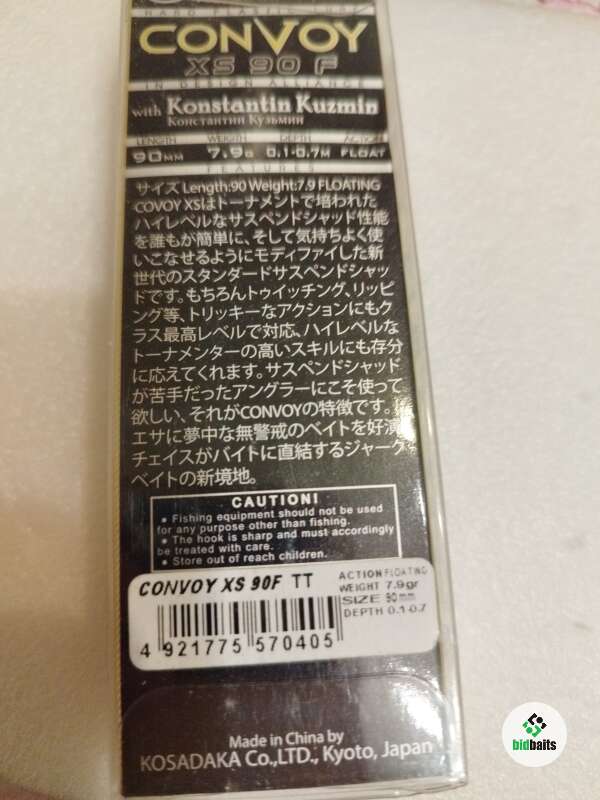 HARD PLASTIC LURE
CONVOY
XS 90 F
IN DESIGN ALLIANCE
with Konstantin Kuzmin
Константин Кузьмин
LENGTH WEIGHT DEPTH ACTION
90MM 7.9G 0.1-0.7M FLOAT
FEATURES
サイズ Length:90 Weight:7.9 FLOATING
COVOY XSはトーナメントで培われた
ハイレベルなサスペンドシャッド性能
を誰もが簡単に、そして気持ちよく使
いこなせるようにモディファイした新
世代のスタンダードサスペンドシャッ
ドです。もちろんトゥイッチング、リッピ
ング等、トリッキーなアクションにもク
ラス最高レベルで対応、ハイレベルな
トーナメンターの高いスキルにも存分
に応えてくれます。サスペンドシャッド
が苦手だったアングラーにこそ使って
欲しい、それがCONVOYの特徴です。
エサに夢中な無警戒のベイトを好演
チェイスがバイトに直結するジャーク
ベイトの新境地。
CAUTION!
• Fishing equipment should not be used
for any purpose other than fishing.
• The hook is sharp and must accordingly
be treated with care.
• Store out of reach children.
CONVOY XS 90F TT
ACTION FLOATING
WEIGHT 7.9gr
SIZE 90mm
DEPTH 0.1-0.7
4 921775 570405
Made in China by
KOSADAKA Co.,LTD., Kyoto, Japan
bidbaits